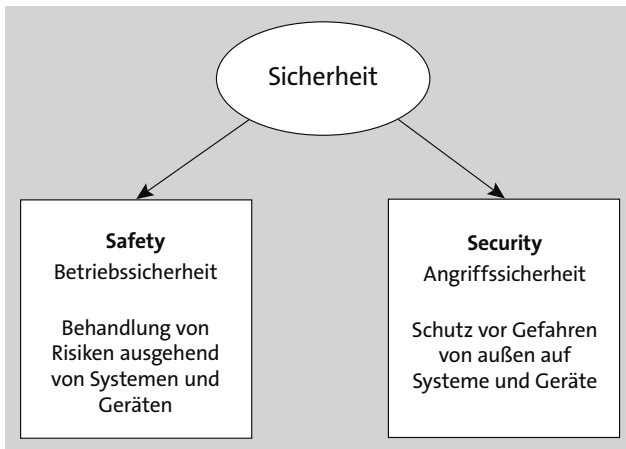 Sicherheit
Safety
Betriebssicherheit
Behandlung von
Risiken ausgehend
von Systemen und
Geräten
Security
Angriffssicherheit
Schutz vor Gefahren
von außen auf
Systeme und Geräte